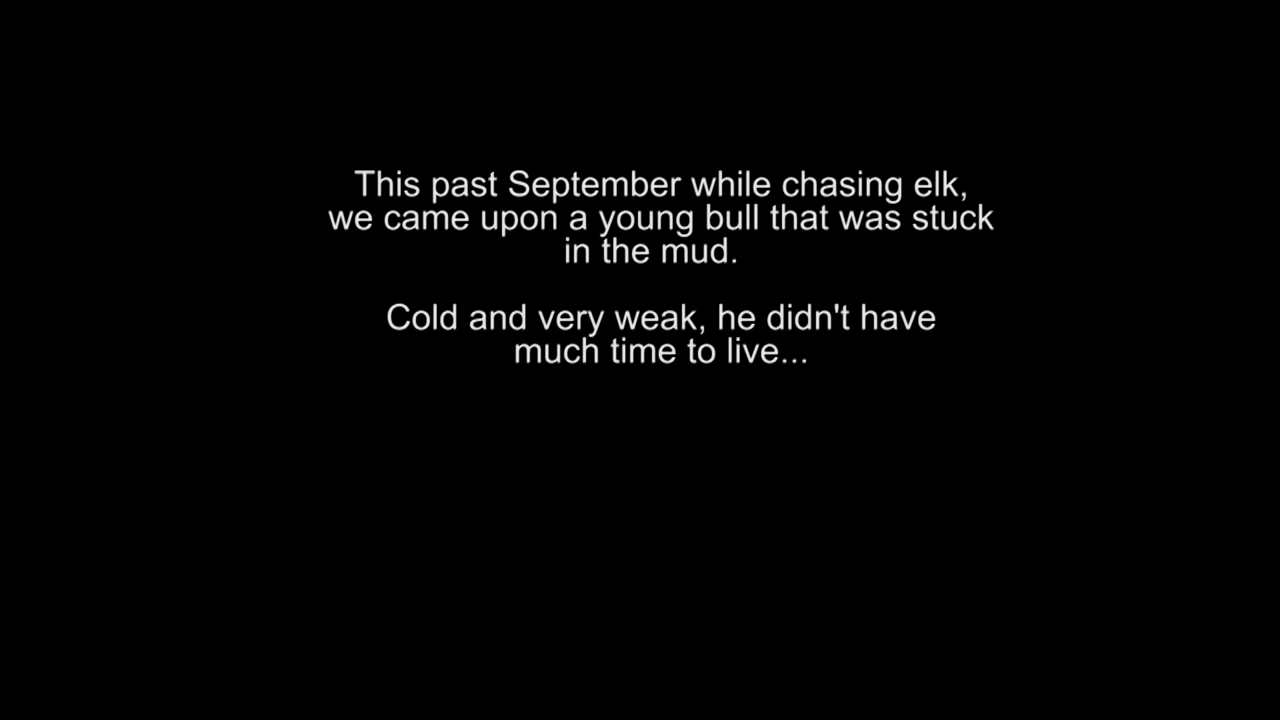 This past September while chasing elk,
we came upon a young bull that was stuck
in the mud.
Cold and very weak, he didn't have
much time to live...